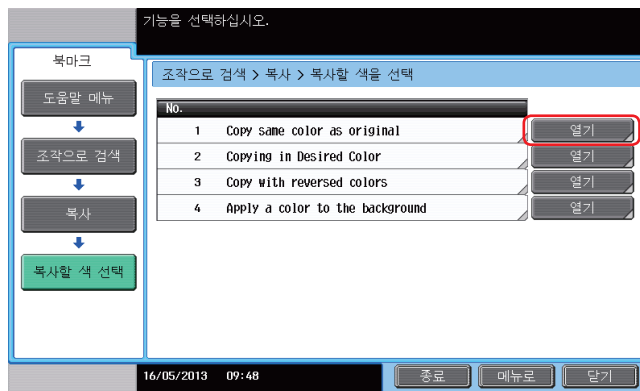 기능을 선택하십시오.
북마크
도움말 메뉴
조작으로 검색
복사
복사할 색 선택
조작으로 검색 > 복사 > 복사할 색을 선택
No.
1 Copy same color as original 열기
2 Copying in Desired Color 열기
3 Copy with reversed colors 열기
4 Apply a color to the background 열기
16/05/2013 09:48 종료 메뉴로 닫기